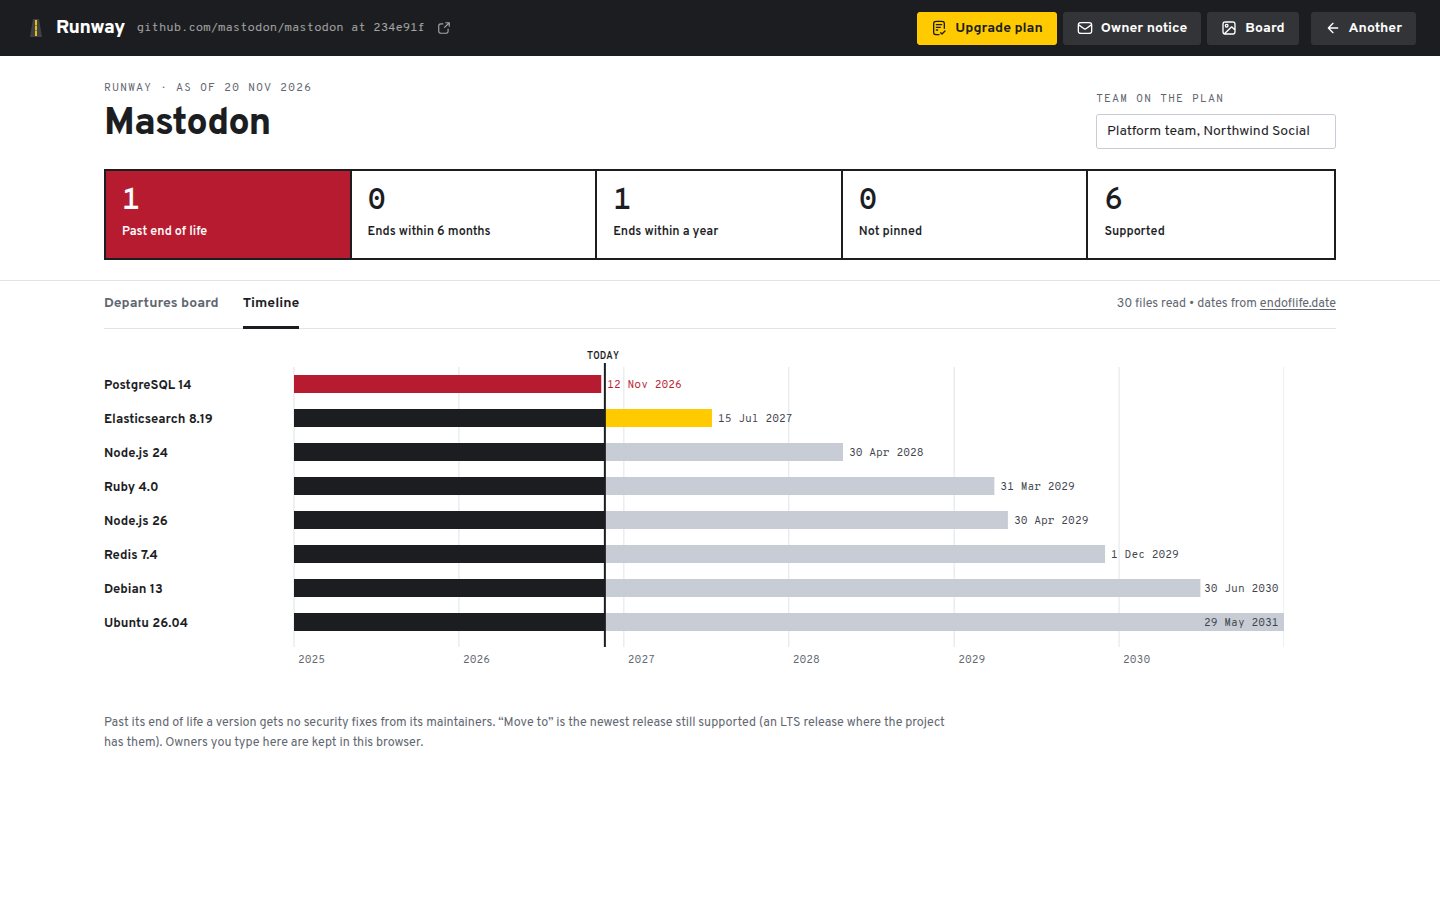 Runway
github.com/mastodon/mastodon at 234e91f
Upgrade plan
Owner notice
Board
Another
RUNWAY · AS OF 20 NOV 2026
Mastodon
TEAM ON THE PLAN
Platform team, Northwind Social
1
Past end of life
0
Ends within 6 months
1
Ends within a year
0
Not pinned
6
Supported
Departures board
Timeline
30 files read • dates from endoflife.date
TODAY
PostgreSQL 14
12 Nov 2026
Elasticsearch 8.19
15 Jul 2027
Node.js 24
30 Apr 2028
Ruby 4.0
31 Mar 2029
Node.js 26
30 Apr 2029
Redis 7.4
1 Dec 2029
Debian 13
30 Jun 2030
Ubuntu 26.04
29 May 2031
2025
2026
2027
2028
2029
2030
Past its end of life a version gets no security fixes from its maintainers. “Move to” is the newest release still supported (an LTS release where the project
has them). Owners you type here are kept in this browser.